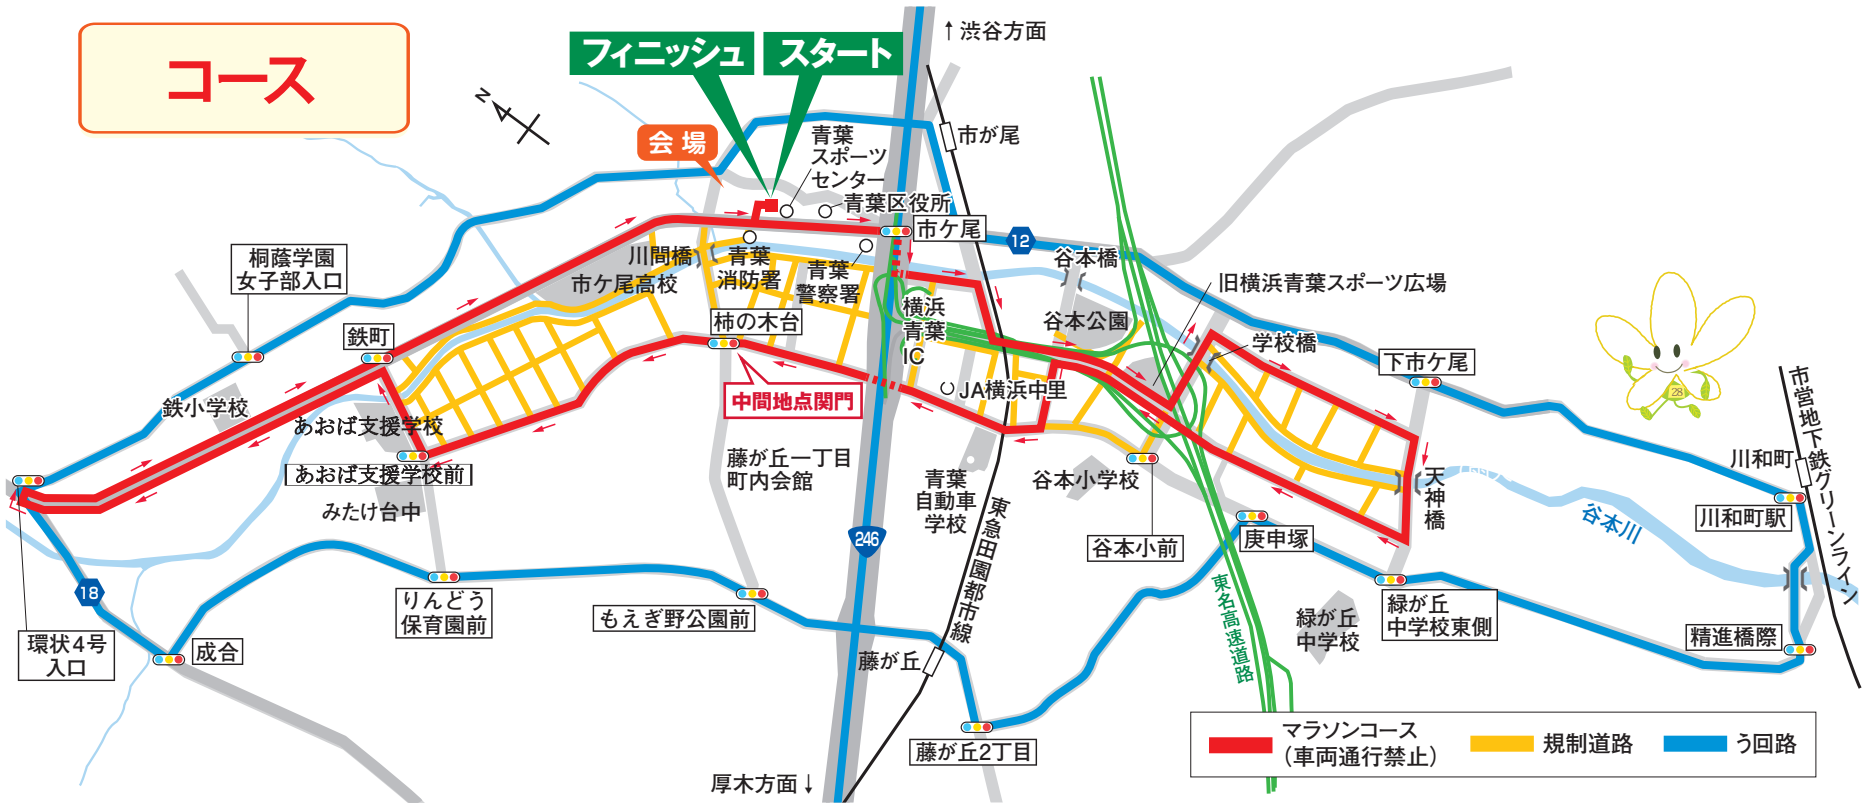 コース
フィニッシュ
スタート
会 場
N
↑渋谷方面
市が尾
青葉
スポーツ
センター
青葉区役所
市ケ尾
12
谷本橋
旧横浜青葉スポーツ広場
川間橋
市ケ尾高校
青葉
消防署
青葉
警察署
桐蔭学園
女子部入口
鉄町
柿の木台
横浜
青葉
IC
谷本公園
学校橋
下市ケ尾
中間地点関門
JA横浜中里
鉄小学校
あおば支援学校
あおば支援学校前
みたけ台中
藤が丘一丁目
町内会館
青葉
自動車
学校
谷本小学校
谷本小前
天神橋
庚申塚
谷本川
川和町
川和町駅
市営地下鉄グリーンライン
28
246
東急田園都市線
東名高速道路
18
環状4号
入口
成合
りんどう
保育園前
もえぎ野公園前
藤が丘
藤が丘2丁目
緑が丘
中学校
緑が丘
中学校東側
精進橋際
厚木方面↓
マラソンコース
(車両通行禁止)
規制道路
う回路